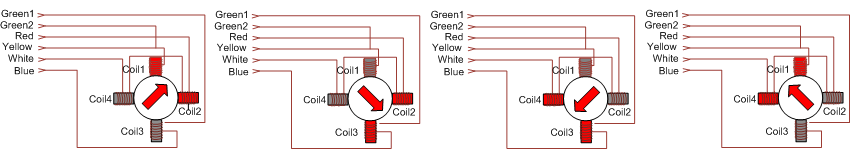 Green1
Green2
Red
Yellow
White
Blue
Coil1
Coil4
Coil2
Coil3
Green1
Green2
Red
Yellow
White
Blue
Coil1
Coil4
Coil2
Coil3
Green1
Green2
Red
Yellow
White
Blue
Coil1
Coil4
Coil2
Coil3
Green1
Green2
Red
Yellow
White
Blue
Coil1
Coil4
Coil2
Coil3